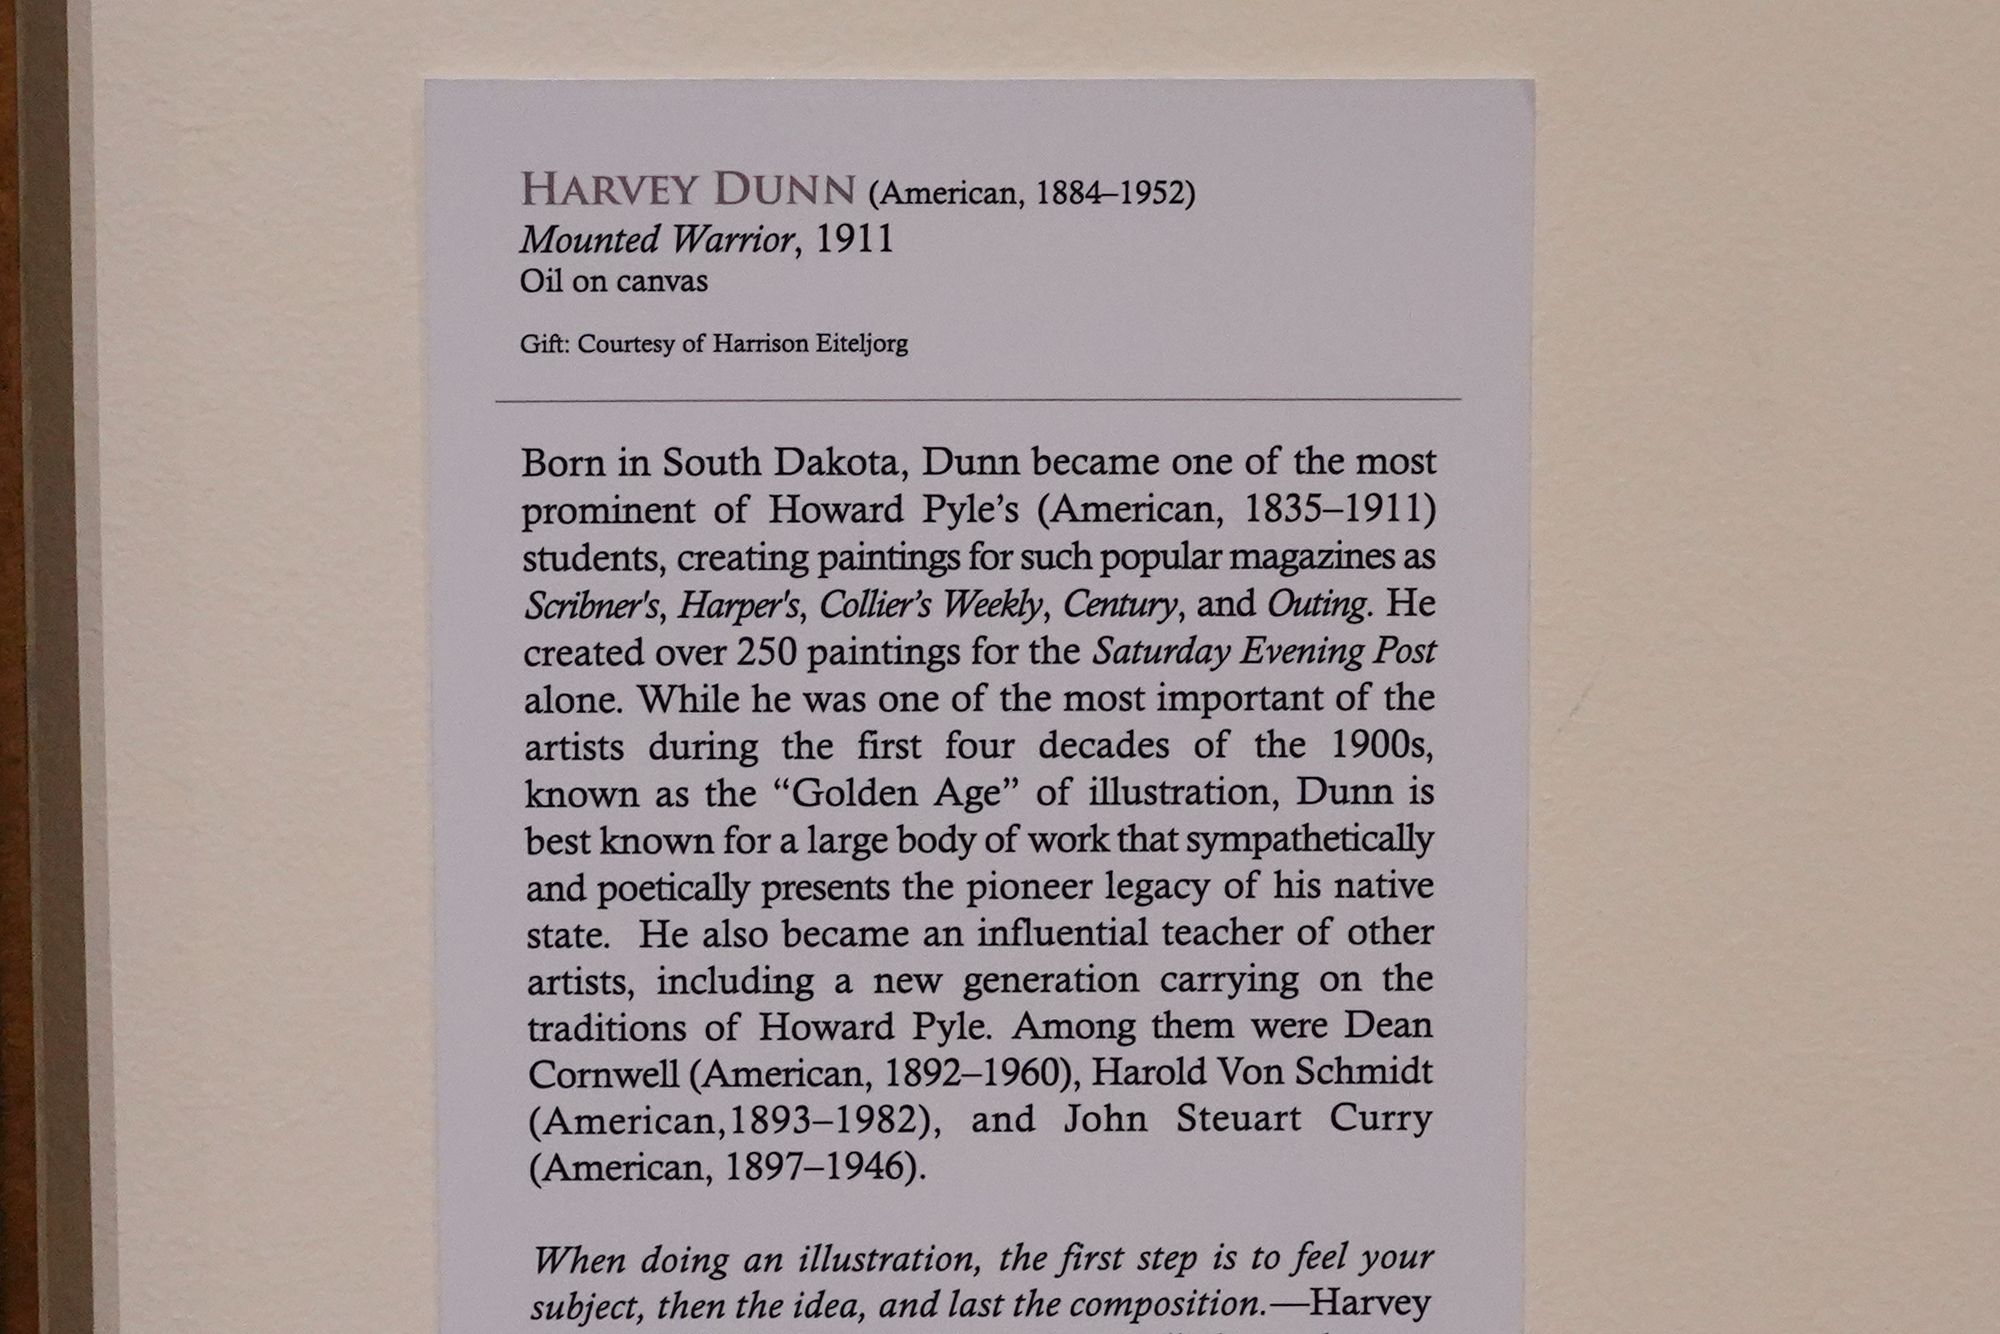 HARVEY DUNN (American, 1884–1952)
Mounted Warrior, 1911
Oil on canvas
Gift: Courtesy of Harrison Eiteljorg
Born in South Dakota, Dunn became one of the most
prominent of Howard Pyle’s (American, 1835–1911)
students, creating paintings for such popular magazines as
Scribner's, Harper's, Collier’s Weekly, Century, and Outing. He
created over 250 paintings for the Saturday Evening Post
alone. While he was one of the most important of the
artists during the first four decades of the 1900s,
known as the “Golden Age” of illustration, Dunn is
best known for a large body of work that sympathetically
and poetically presents the pioneer legacy of his native
state. He also became an influential teacher of other
artists, including a new generation carrying on the
traditions of Howard Pyle. Among them were Dean
Cornwell (American, 1892–1960), Harold Von Schmidt
(American,1893–1982), and John Steuart Curry
(American, 1897–1946).
When doing an illustration, the first step is to feel your
subject, then the idea, and last the composition.—Harvey